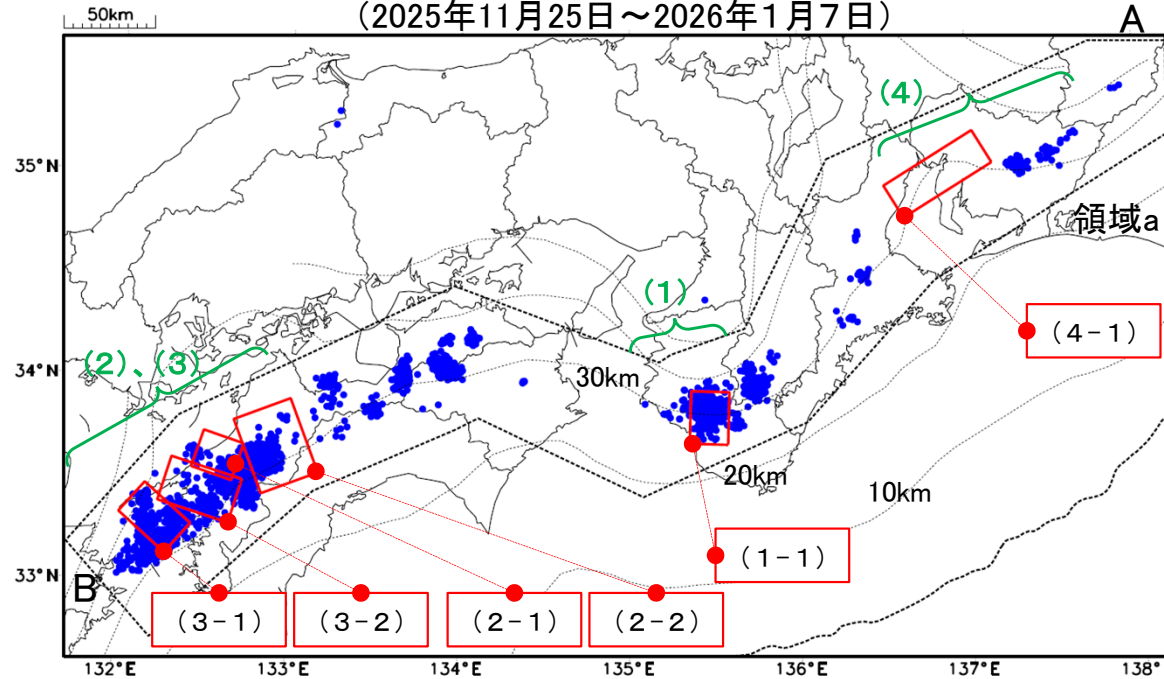 (2025年11月25日～2026年1月7日)
50km
A
(4)
35°N
領域a
(1)
(4-1)
(2)、(3)
34°N
30km
20km
10km
(1-1)
33°N
B
(3-1)
(3-2)
(2-1)
(2-2)
132°E
133°E
134°E
135°E
136°E
137°E
138°